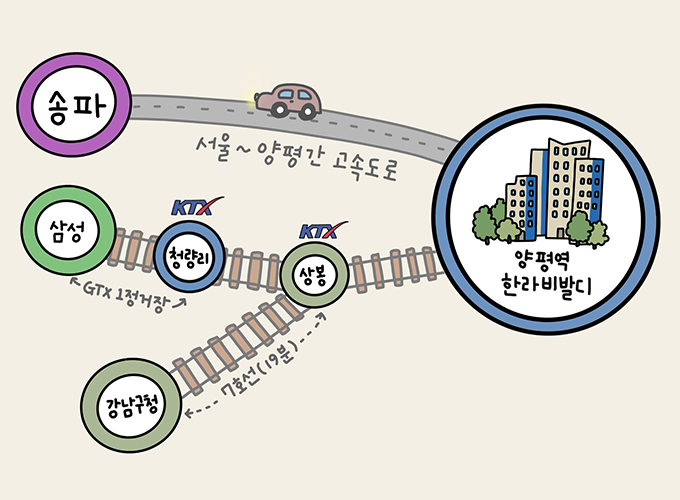 송파
서울~양평간 고속도로
삼성
KTX
청량리
KTX
상봉
GTX 1정거장
양평역
한라비발디
7호선(19분)
강남구청